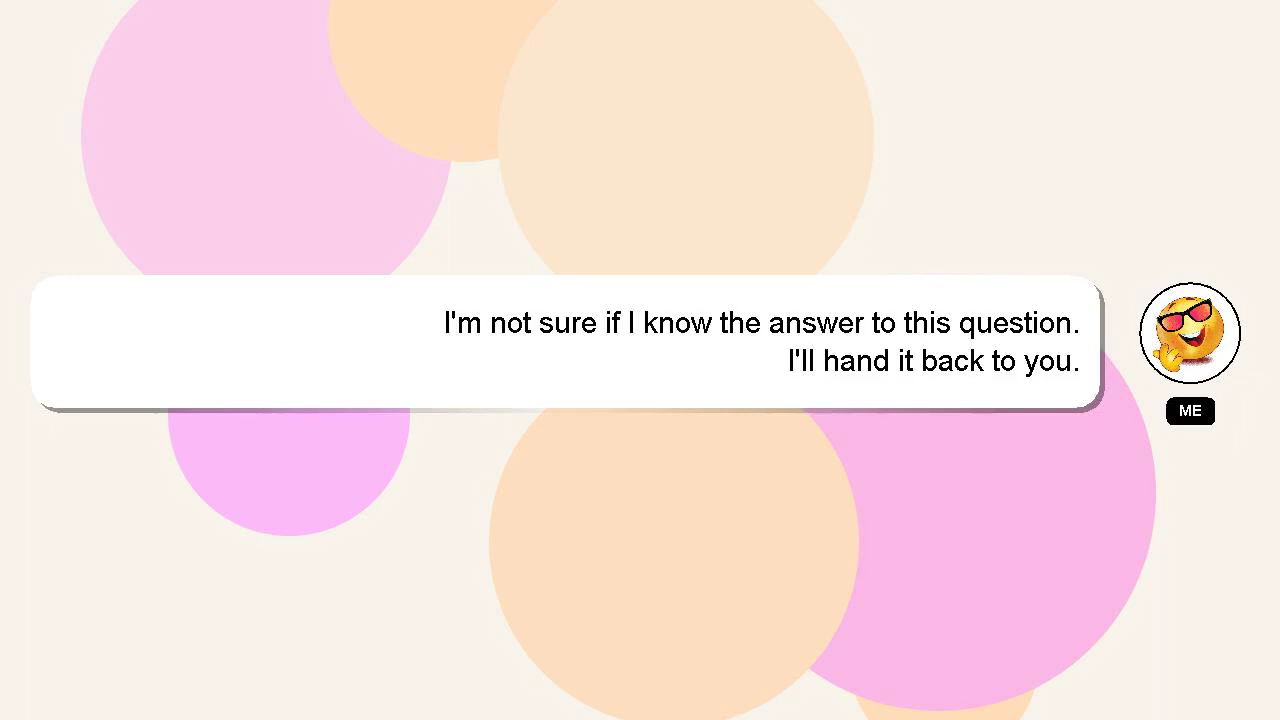 I'm not sure if I know the answer to this question.
I'll hand it back to you.
ME